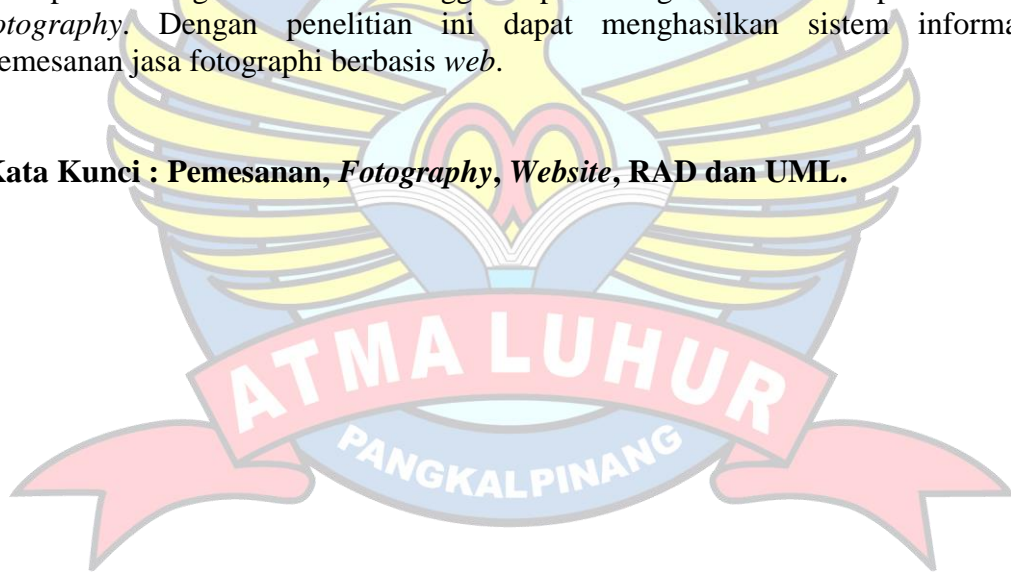 otography. Dengan penelitian ini dapat menghasilkan sistem informa
emesanan jasa fotographi berbasis web.
Kata Kunci : Pemesanan, Fotography, Website, RAD dan UML.
ATMA LUHUR
PANGKALPINANG